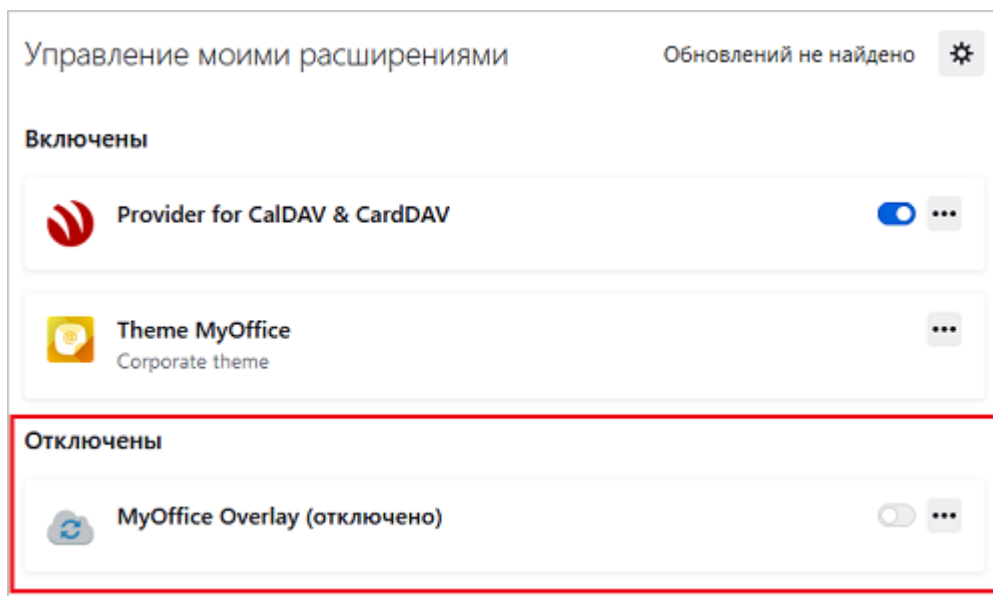 Управление моими расширениями
Обновлений не найдено
Включены
Provider for CalDAV & CardDAV
Theme MyOffice
Corporate theme
Отключены
MyOffice Overlay (отключено)